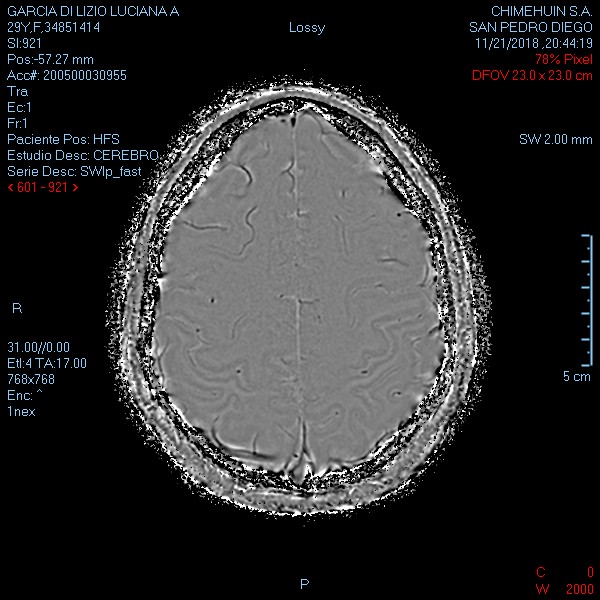 GARCIA DI LIZIO LUCIANA A
29Y,F,34851414
Sl:921
Pos:-57.27 mm
Acc#: 200500030955
Tra
Ec:1
Fr:1
Paciente Pos: HFS
Estudio Desc: CEREBRO
Serie Desc: SWIp_fast
< 601 - 921 >
Lossy
CHIMEHUIN S.A.
SAN PEDRO DIEGO
11/21/2018 ,20:44:19
78% Pixel
DFOV 23.0 x 23.0 cm
SW 2.00 mm
R
31.00//0.00
Etl:4 TA:17.00
768x768
Enc: ^
1nex
5 cm
P
C 0
W 2000